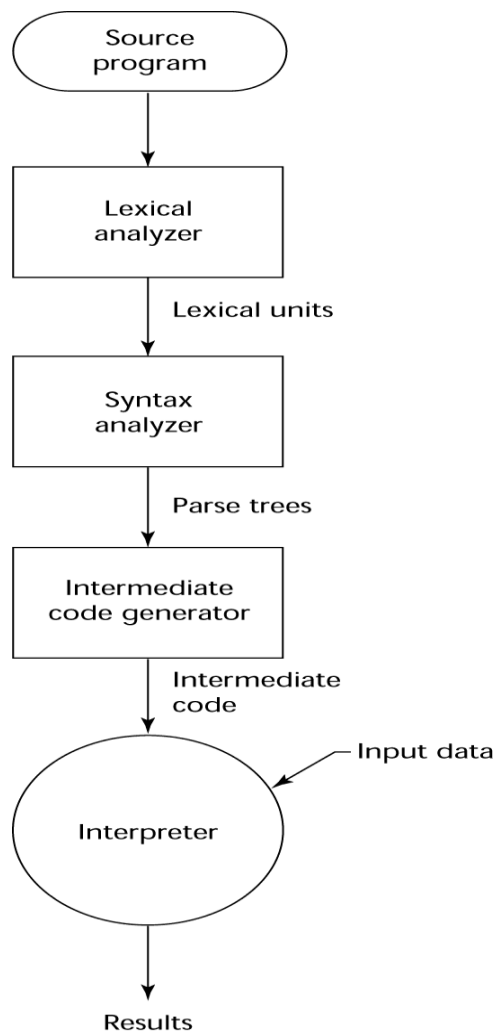 Source
program
Lexical
analyzer
Lexical units
Syntax
analyzer
Parse trees
Intermediate
code generator
Intermediate
code
Input data
Interpreter
Results